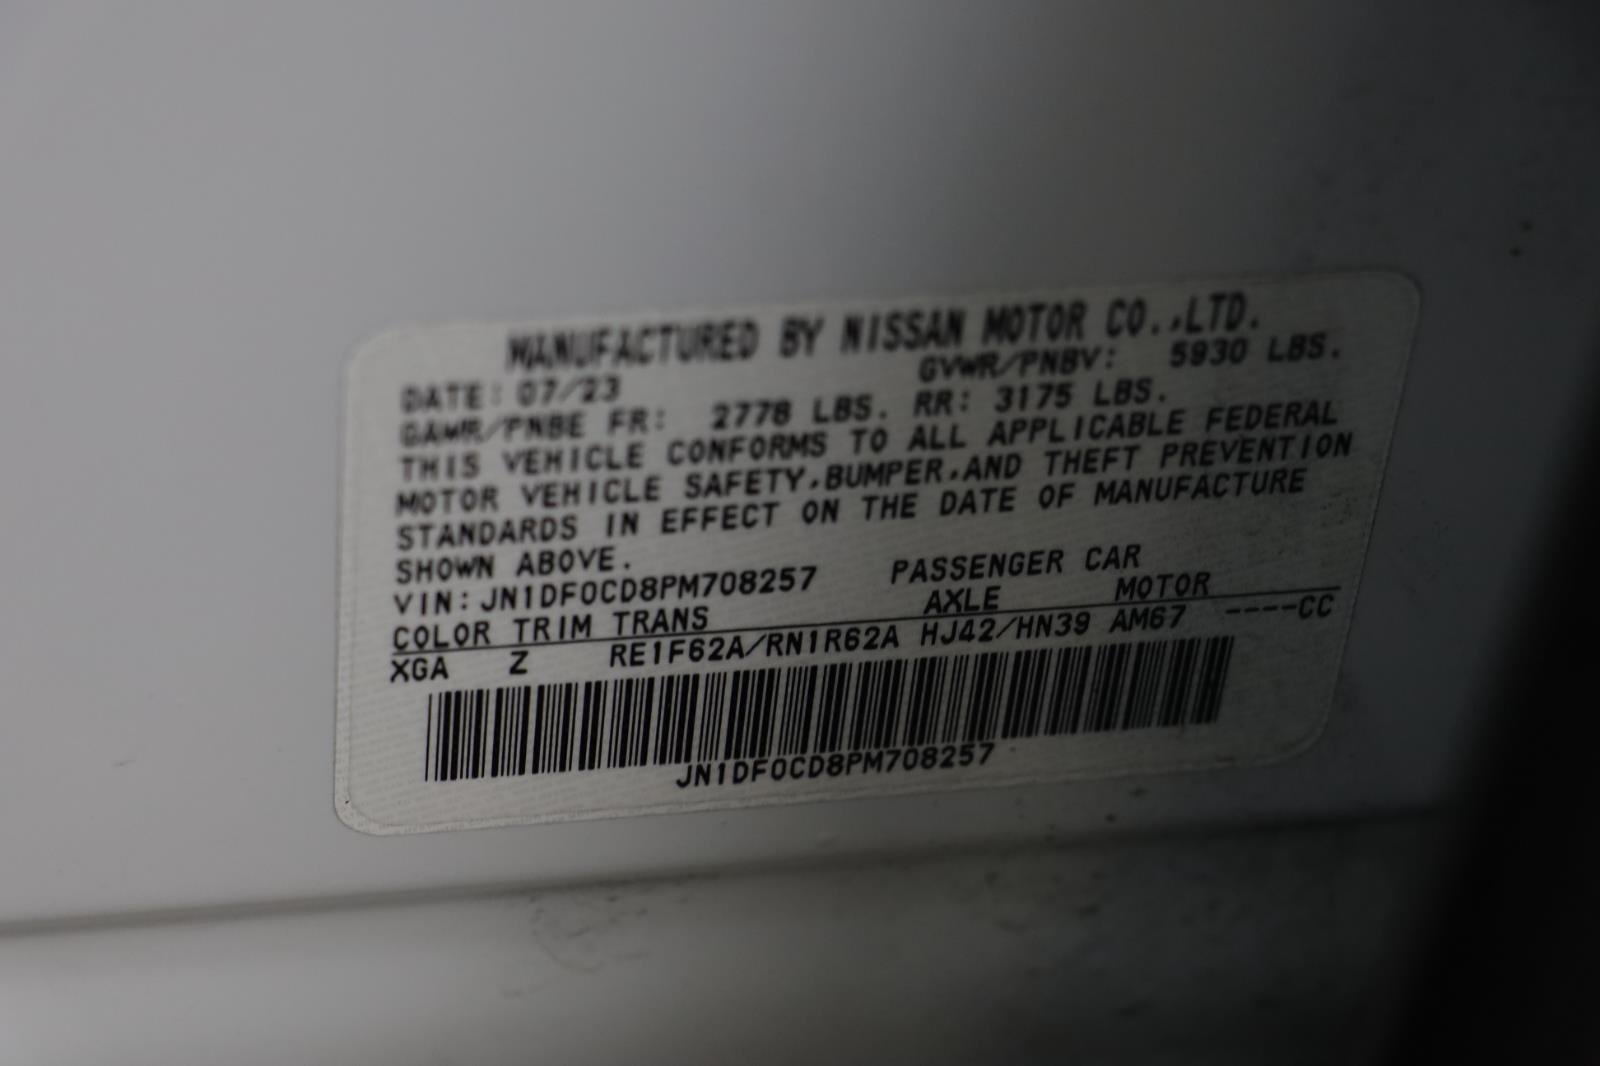 MANUFACTURED BY NISSAN MOTOR CO.,LTD.
DATE: 07/23 GVWR/PNBV: 5930 LBS.
GAWR/PNBE FR: 2778 LBS. RR: 3175 LBS.
THIS VEHICLE CONFORMS TO ALL APPLICABLE FEDERAL
MOTOR VEHICLE SAFETY,BUMPER,AND THEFT PREVENTION
STANDARDS IN EFFECT ON THE DATE OF MANUFACTURE
SHOWN ABOVE.
VIN: JN1DF0CD8PM708257 PASSENGER CAR
COLOR TRIM TRANS AXLE MOTOR
XGA Z RE1F62A/RN1R62A HJ42/HN39 AM67 ----CC
JN1DF0CD8PM708257